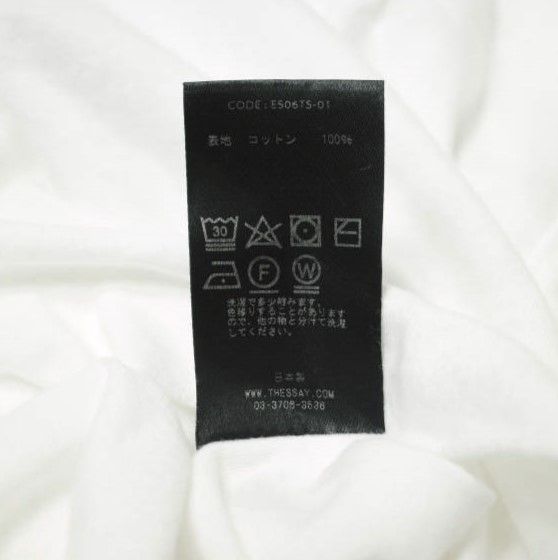 CODE:ES06TS-01
表地 コットン 100%
30
F W
洗濯で多少縮みます。
色移りすることがあります
ので、他の物と分けて洗濯
してください。
日本製
WWW.THESSAY.COM
03-3706-3536